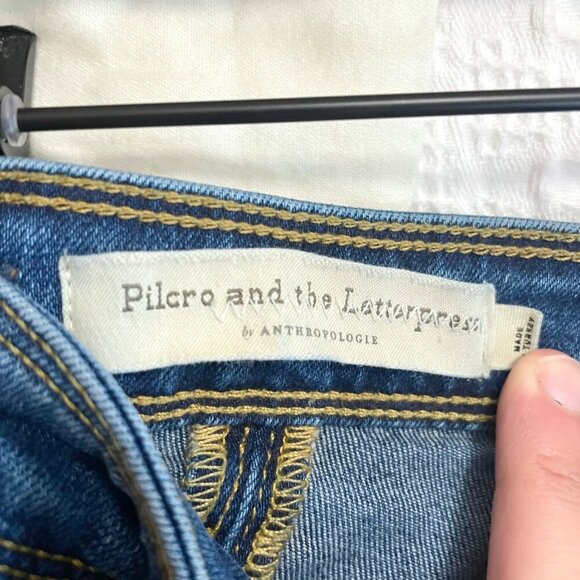 Pilcro and the Letterpress
by ANTHROPOLOGIE
MADE
TURKEY